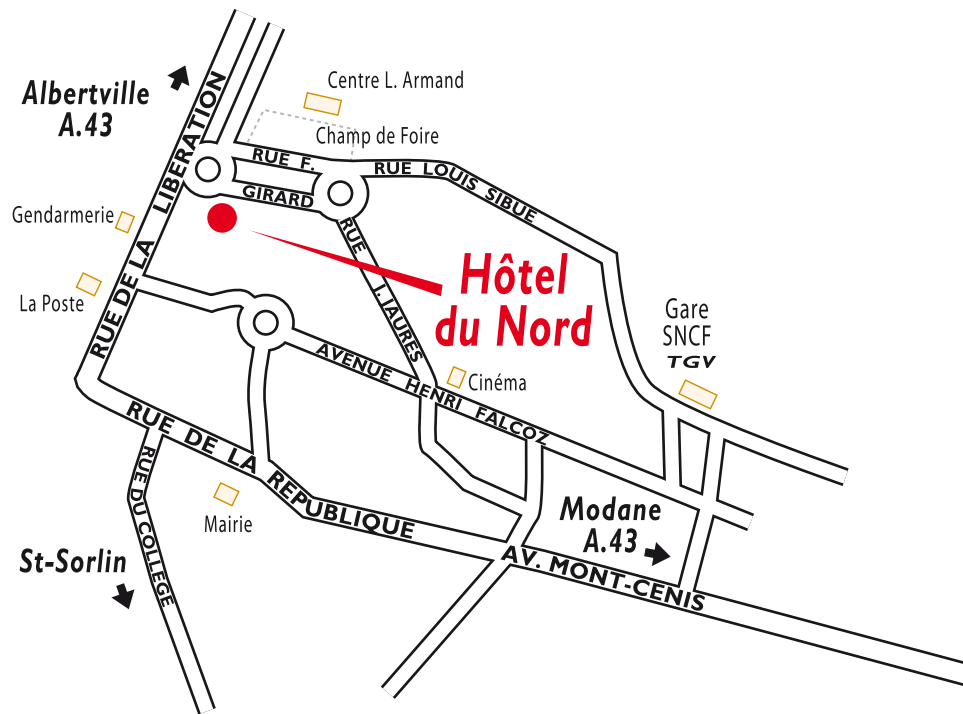 Albertville
A.43
Centre L. Armand
Champ de Foire
RUE DE LA LIBERATION
RUE F.
GIRARD
RUE LOUIS SIBUE
Gendarmerie
La Poste
RUE J. JAURES
Hôtel
du Nord
Gare
SNCF
TGV
Cinéma
AVENUE HENRI FALCOZ
RUE DE LA REPUBLIQUE
RUE DU COLLEGE
Mairie
St-Sorlin
Modane
A.43
AV. MONT-CENIS